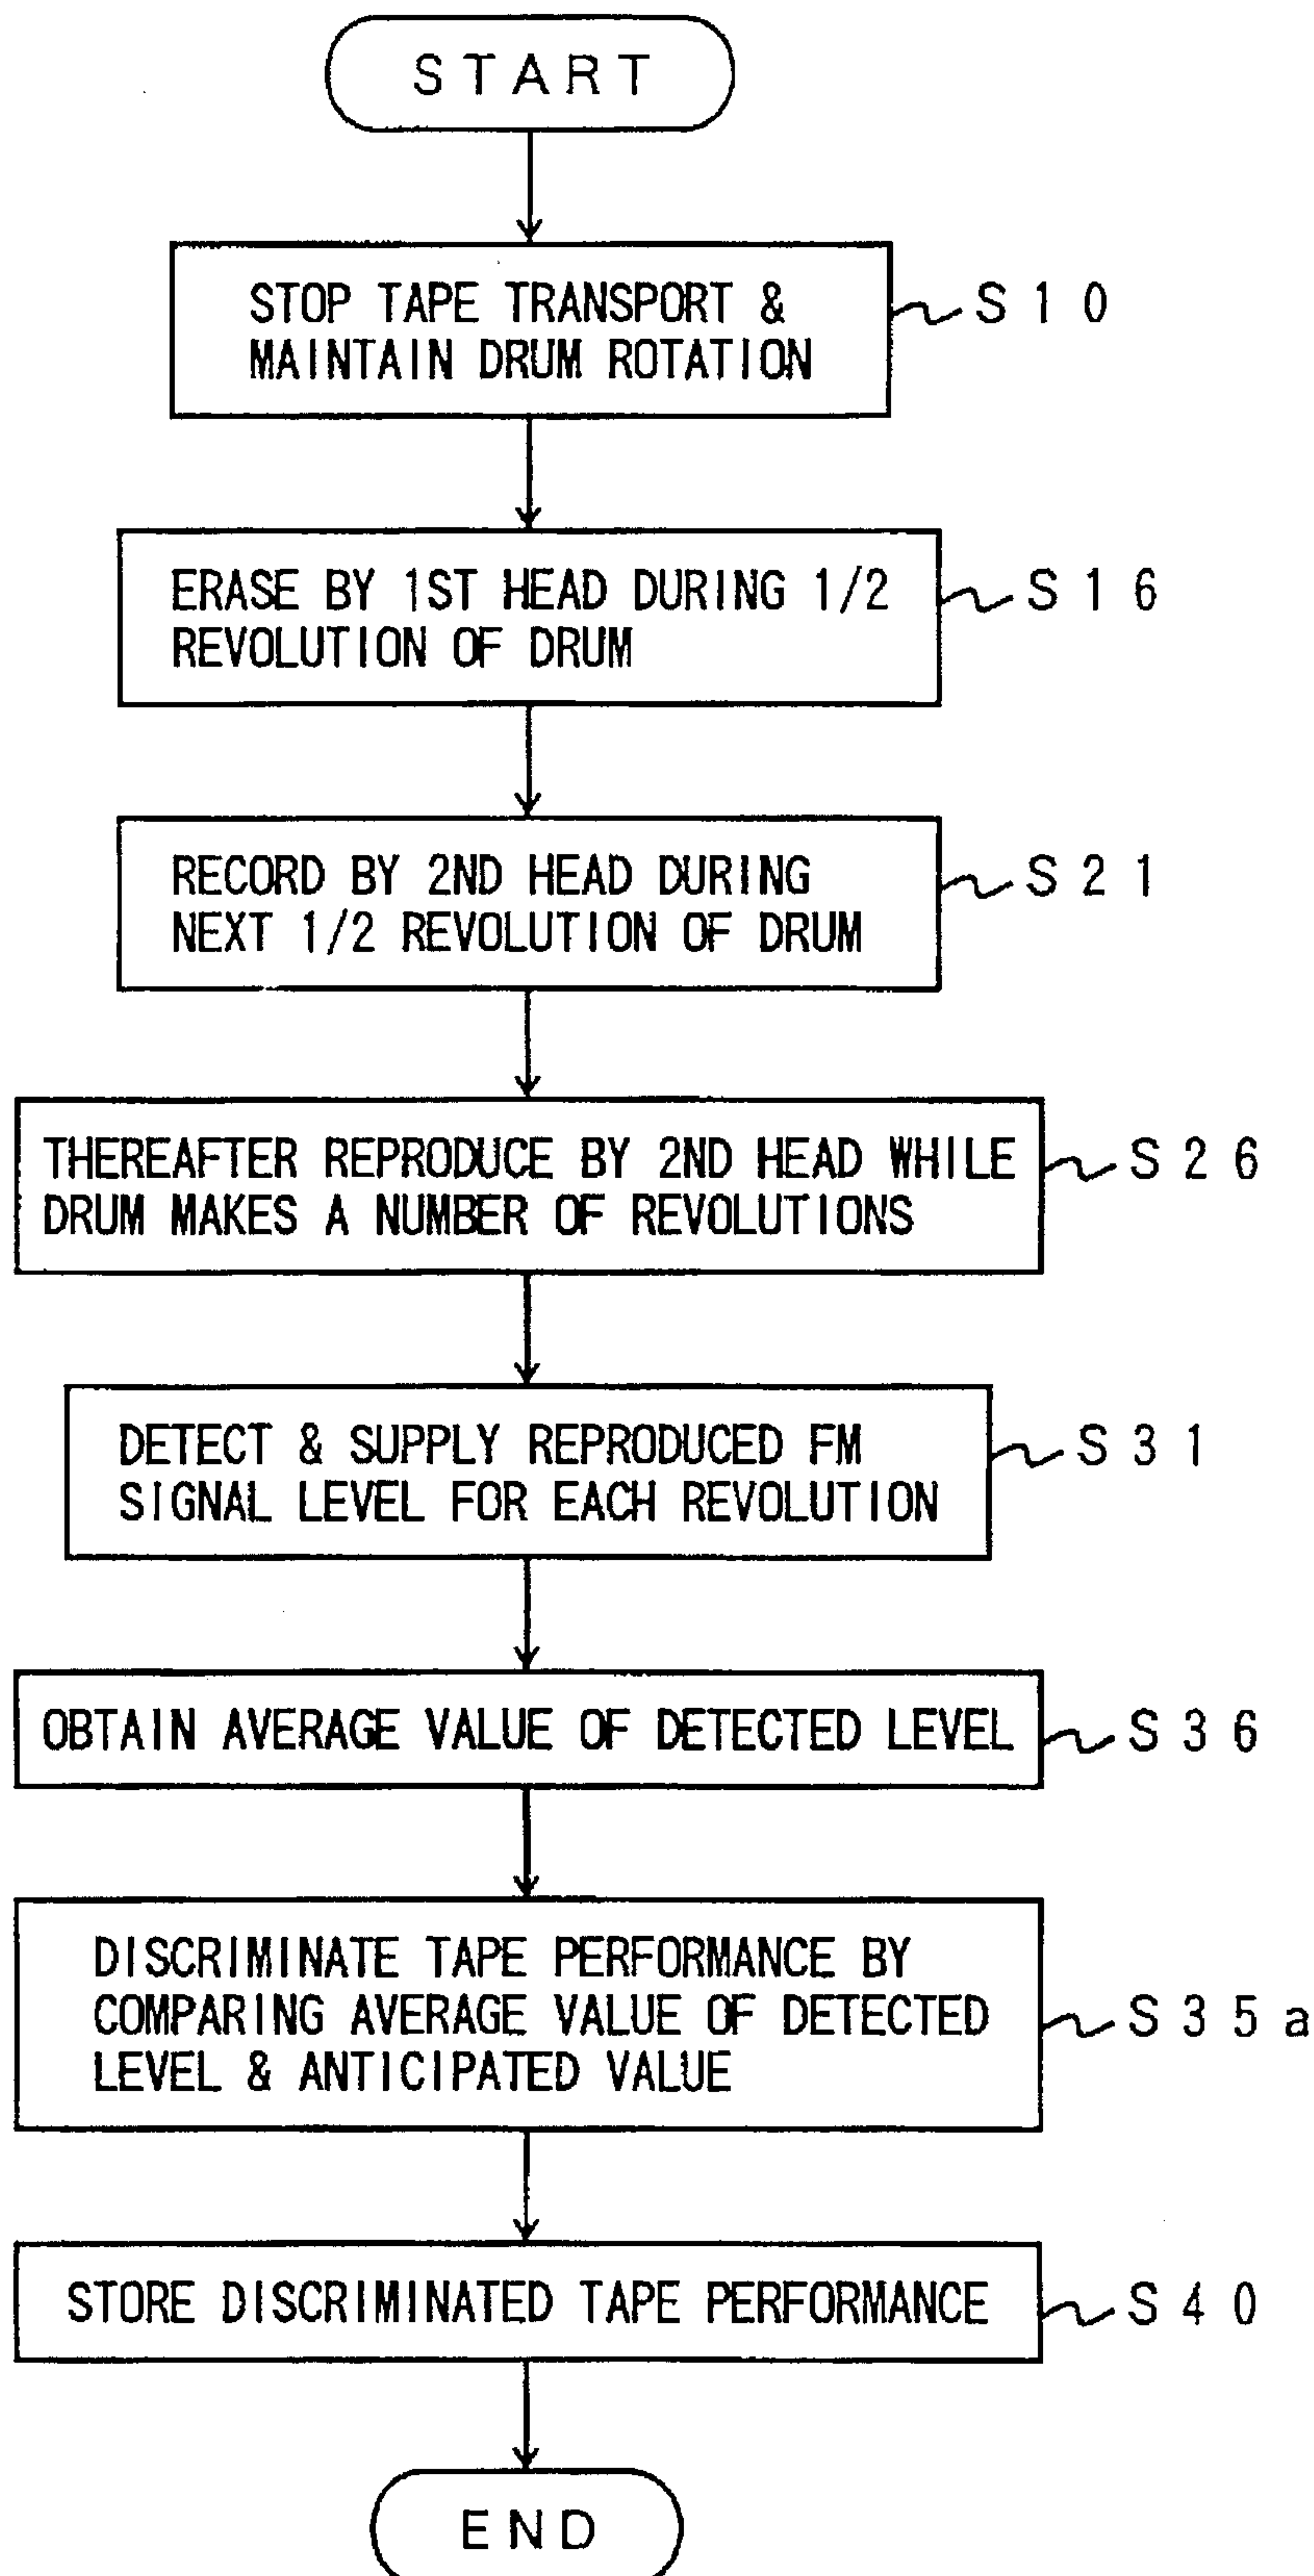 START
STOP TAPE TRANSPORT &
MAINTAIN DRUM ROTATION
S10
ERASE BY 1ST HEAD DURING 1/2
REVOLUTION OF DRUM
S16
RECORD BY 2ND HEAD DURING
NEXT 1/2 REVOLUTION OF DRUM
S21
THEREAFTER REPRODUCE BY 2ND HEAD WHILE
DRUM MAKES A NUMBER OF REVOLUTIONS
S26
DETECT & SUPPLY REPRODUCED FM
SIGNAL LEVEL FOR EACH REVOLUTION
S31
OBTAIN AVERAGE VALUE OF DETECTED LEVEL
S36
DISCRIMINATE TAPE PERFORMANCE BY
COMPARING AVERAGE VALUE OF DETECTED
LEVEL & ANTICIPATED VALUE
S35a
STORE DISCRIMINATED TAPE PERFORMANCE
S40
END